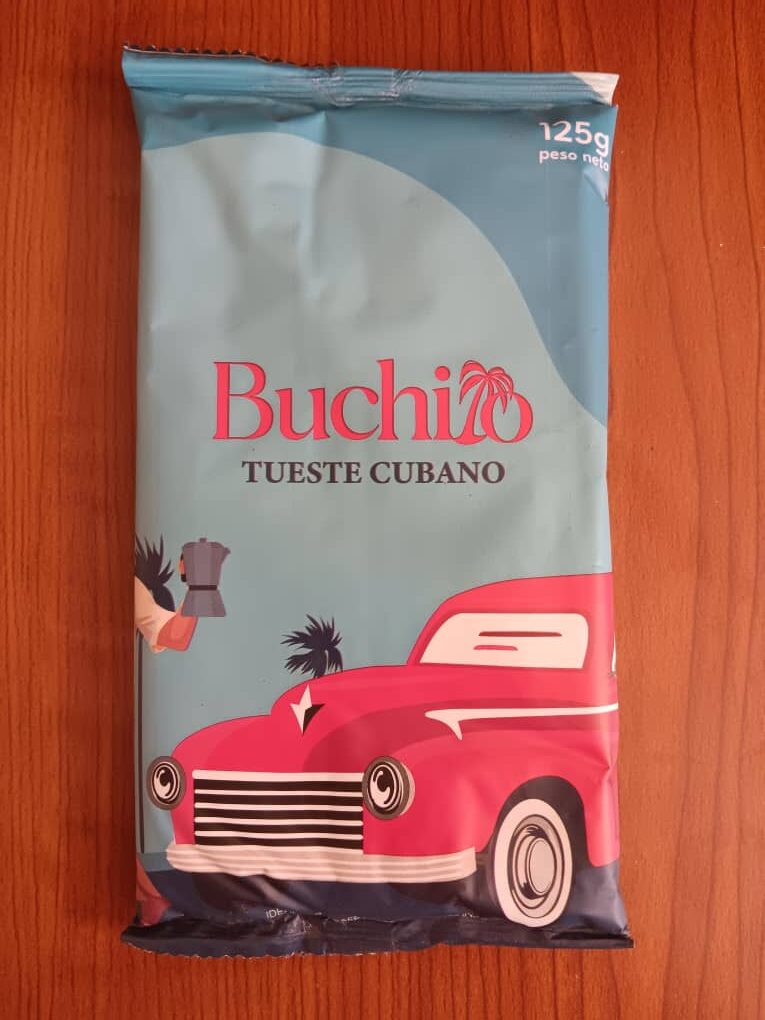 125g
peso neto
Buchito
TUESTE CUBANO